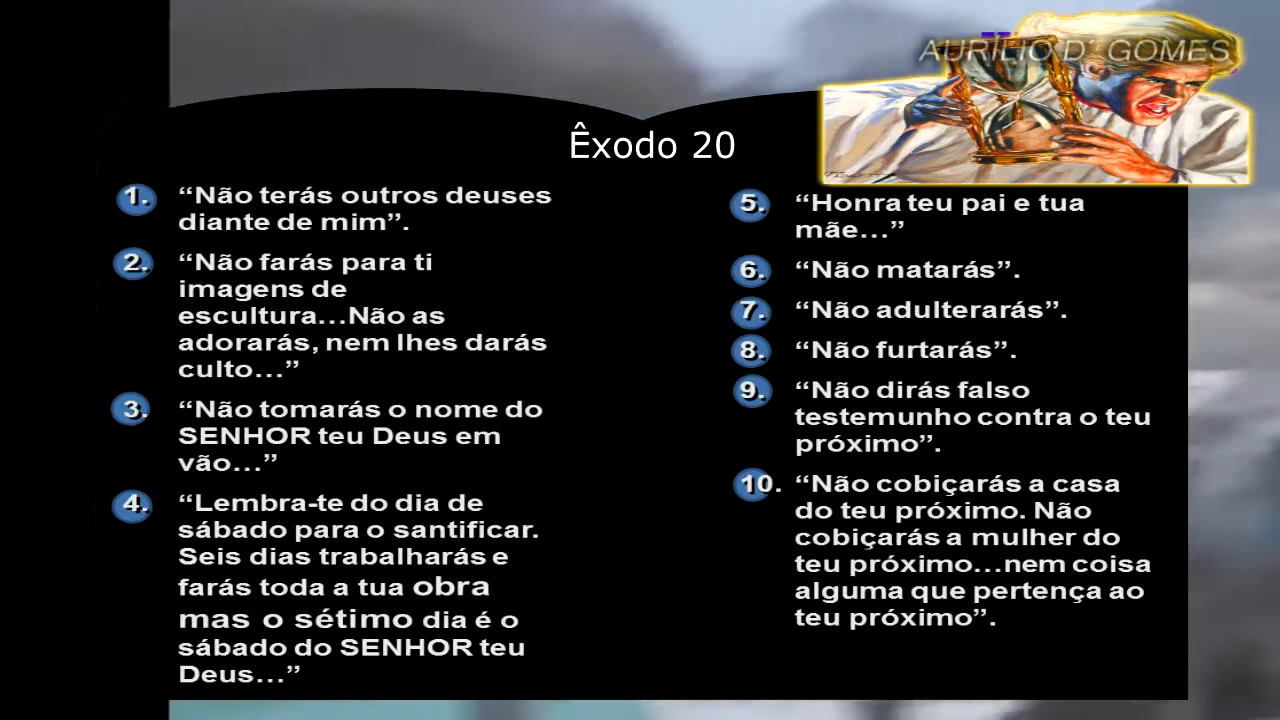 AURÍLIO D' GOMES
Êxodo 20
1. “Não terás outros deuses
diante de mim”.
2. “Não farás para ti
imagens de
escultura...Não as
adorarás, nem lhes darás
culto...”
3. “Não tomarás o nome do
SENHOR teu Deus em
vão...”
4. “Lembra-te do dia de
sábado para o santificar.
Seis dias trabalharás e
farás toda a tua obra
mas o sétimo dia é o
sábado do SENHOR teu
Deus...”
5. “Honra teu pai e tua
mãe...”
6. “Não matarás”.
7. “Não adulterarás”.
8. “Não furtarás”.
9. “Não dirás falso
testemunho contra o teu
próximo”.
10. “Não cobiçarás a casa
do teu próximo. Não
cobiçarás a mulher do
teu próximo...nem coisa
alguma que pertença ao
teu próximo”.